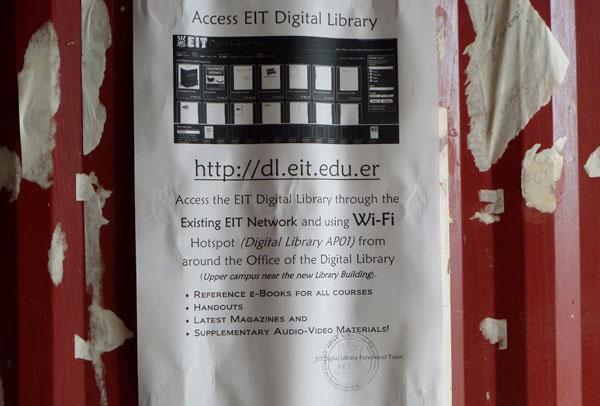 Access EIT Digital Library
EIT Digital Library
http://dl.eit.edu.er
Access the EIT Digital Library through the
Existing EIT Network and using Wi-Fi
Hotspot (Digital Library AP01) from
around the Office of the Digital Library
(Upper campus near the new Library Building).
• Reference e-Books for all courses
• Handouts
• Latest Magazines and
• Supplementary Audio-Video Materials!
EIT Digital Library Functional Team